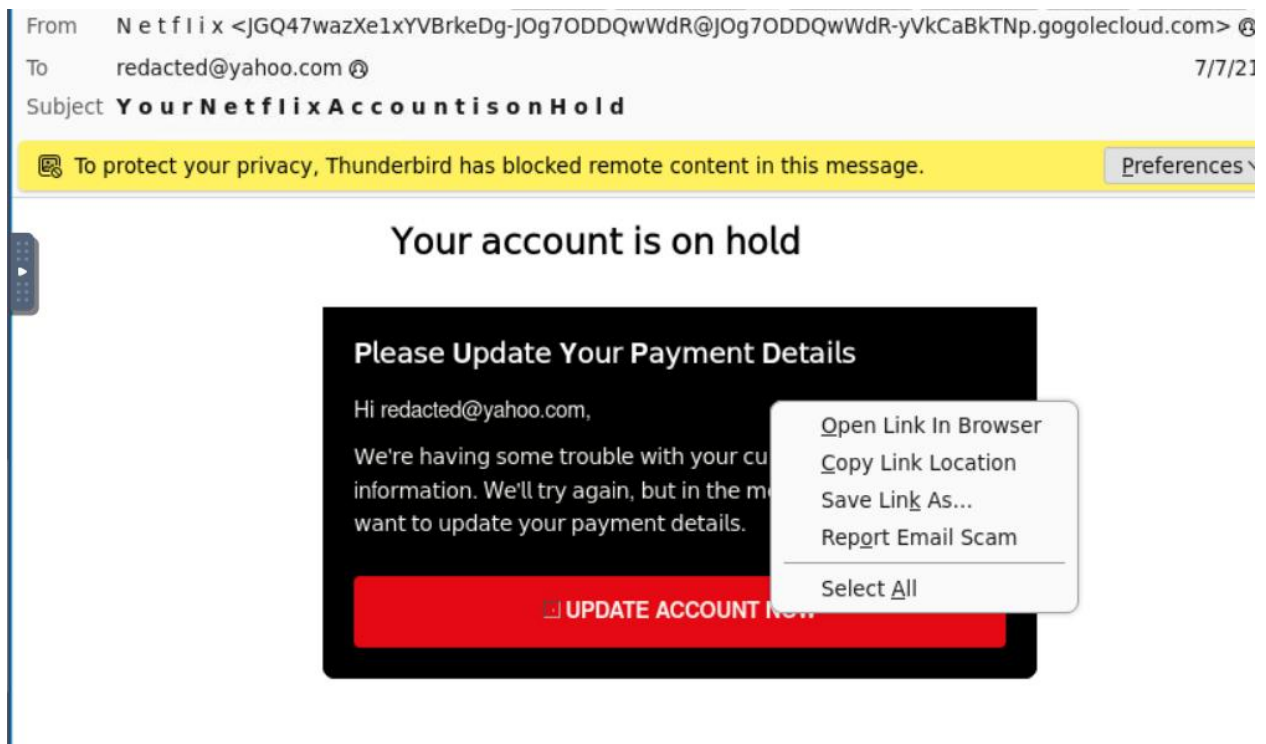 From N e t f l i x <JGQ47wazXe1xYVBrkeDg-JOg7ODDQwWdR@JOg7ODDQwWdR-yVkCaBkTNp.gogolecloud.com>
To redacted@yahoo.com 7/7/21
Subject Y o u r N e t f l i x A c c o u n t i s o n H o l d
To protect your privacy, Thunderbird has blocked remote content in this message. Preferences
Your account is on hold
Please Update Your Payment Details
Hi redacted@yahoo.com,
We're having some trouble with your cu
information. We'll try again, but in the m
want to update your payment details.
UPDATE ACCOUNT NOW
Open Link In Browser
Copy Link Location
Save Link As...
Report Email Scam
Select All